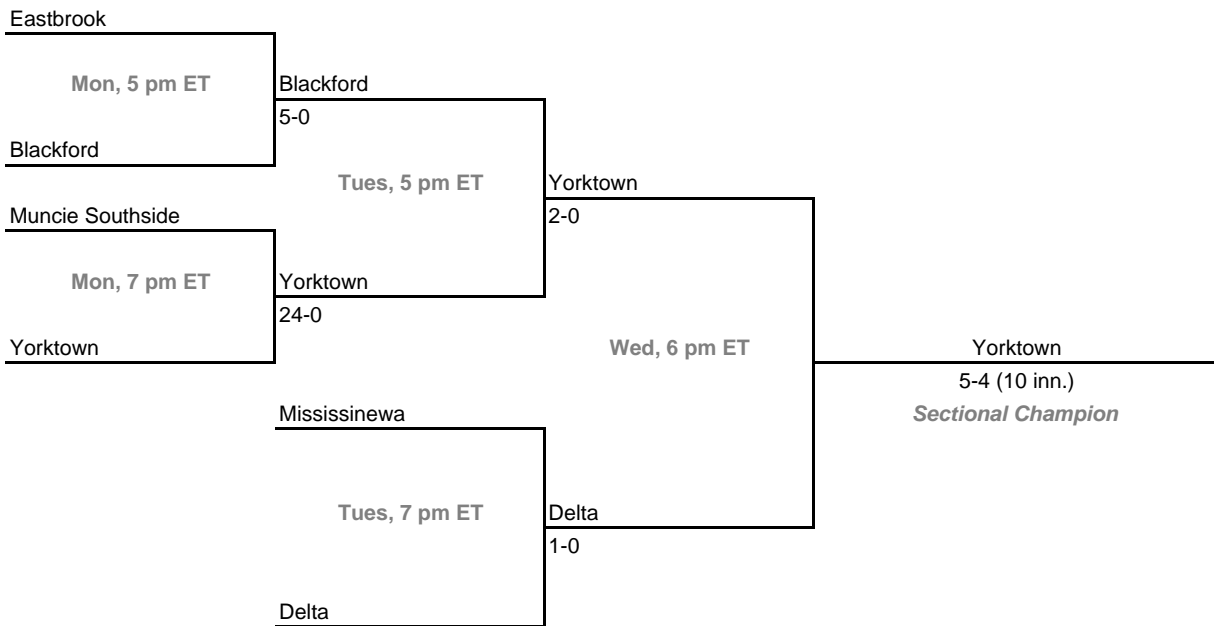 Eastbrook
Mon, 5 pm ET
Blackford
5-0
Blackford
Tues, 5 pm ET
Yorktown
2-0
Muncie Southside
Mon, 7 pm ET
Yorktown
24-0
Yorktown
Wed, 6 pm ET
Yorktown
5-4 (10 inn.)
Sectional Champion
Mississinewa
Tues, 7 pm ET
Delta
1-0
Delta